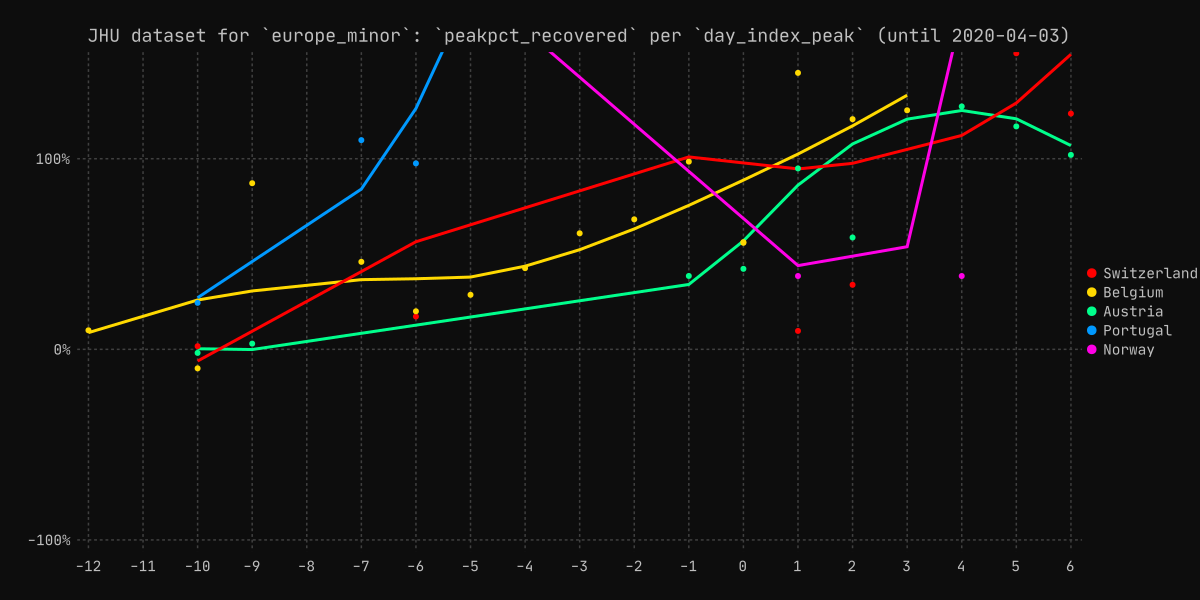 JHU dataset for `europe_minor`: `peakpct_recovered` per `day_index_peak` (until 2020-04-03)
100%
0%
-100%
-12 -11 -10 -9 -8 -7 -6 -5 -4 -3 -2 -1 0 1 2 3 4 5 6
Switzerland
Belgium
Austria
Portugal
Norway